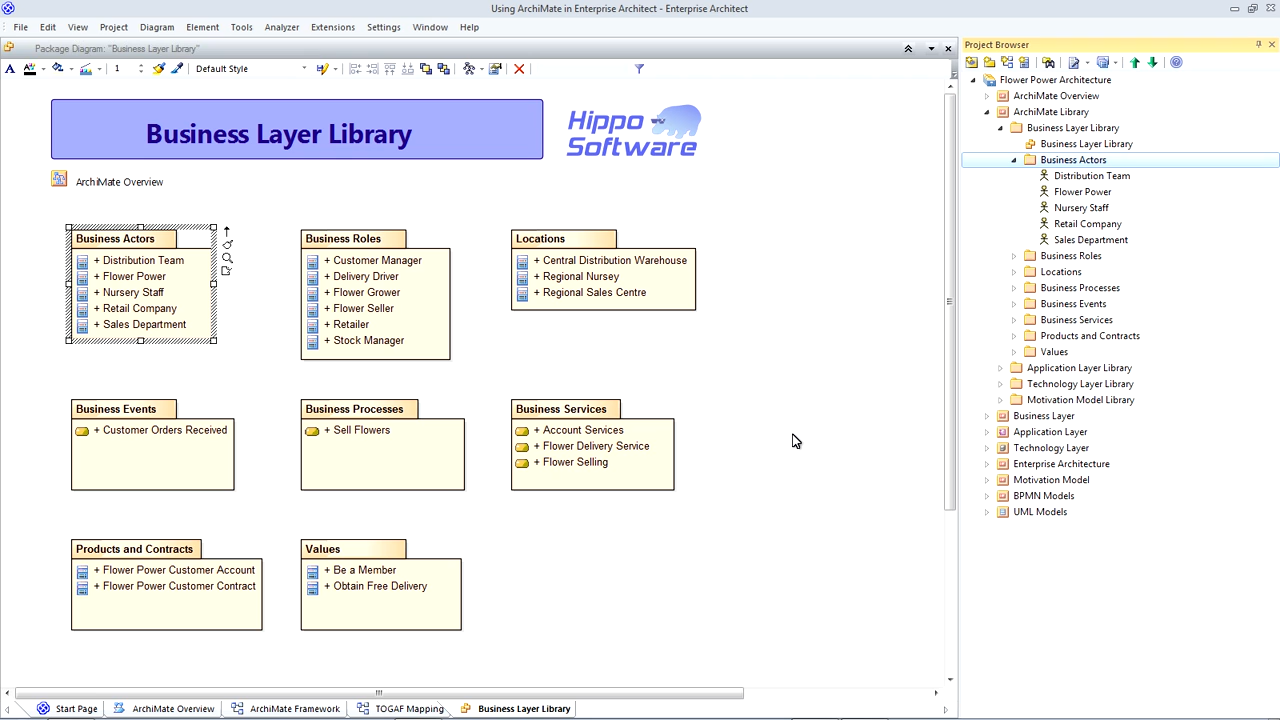 Using ArchiMate in Enterprise Architect - Enterprise Architect
File Edit View Project Diagram Element Tools Analyzer Extensions Settings Window Help
Package Diagram: "Business Layer Library"
A A 1 Default Style
Business Layer Library
Hippo
Software
ArchiMate Overview
Business Actors
+ Distribution Team
+ Flower Power
+ Nursery Staff
+ Retail Company
+ Sales Department
Business Roles
+ Customer Manager
+ Delivery Driver
+ Flower Grower
+ Flower Seller
+ Retailer
+ Stock Manager
Locations
+ Central Distribution Warehouse
+ Regional Nursey
+ Regional Sales Centre
Business Events
+ Customer Orders Received
Business Processes
+ Sell Flowers
Business Services
+ Account Services
+ Flower Delivery Service
+ Flower Selling
Products and Contracts
+ Flower Power Customer Account
+ Flower Power Customer Contract
Values
+ Be a Member
+ Obtain Free Delivery
Start Page ArchiMate Overview ArchiMate Framework TOGAF Mapping Business Layer Library
Project Browser
Flower Power Architecture
ArchiMate Overview
ArchiMate Library
Business Layer Library
Business Layer Library
Business Actors
Distribution Team
Flower Power
Nursery Staff
Retail Company
Sales Department
Business Roles
Locations
Business Processes
Business Events
Business Services
Products and Contracts
Values
Application Layer Library
Technology Layer Library
Motivation Model Library
Business Layer
Application Layer
Technology Layer
Enterprise Architecture
Motivation Model
BPMN Models
UML Models